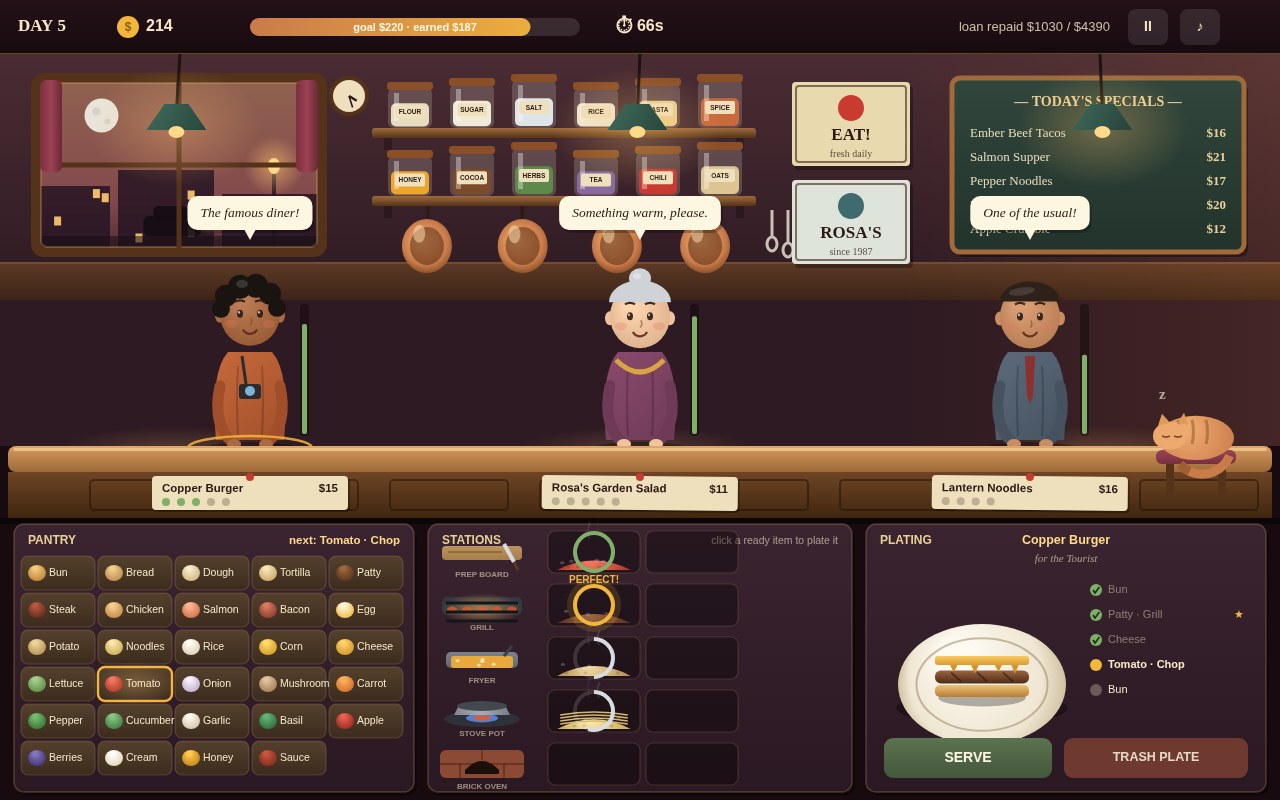 DAY 5
$ 214
goal $220 · earned $187
66s
loan repaid $1030 / $4390
FLOUR
SUGAR
SALT
RICE
SPICE
HONEY
COCOA
HERBS
TEA
CHILI
OATS
EAT!
fresh daily
ROSA'S
since 1987
— TODAY'S SPECIALS —
Ember Beef Tacos $16
Salmon Supper $21
Pepper Noodles $17
$20
$12
The famous diner!
Something warm, please.
One of the usual!
z
Copper Burger $15
Rosa's Garden Salad $11
Lantern Noodles $16
PANTRY
next: Tomato · Chop
Bun
Bread
Dough
Tortilla
Patty
Steak
Chicken
Salmon
Bacon
Egg
Potato
Noodles
Rice
Corn
Cheese
Lettuce
Tomato
Onion
Mushroom
Carrot
Pepper
Cucumber
Garlic
Basil
Apple
Berries
Cream
Honey
Sauce
STATIONS
click a ready item to plate it
PREP BOARD
PERFECT!
GRILL
FRYER
STOVE POT
BRICK OVEN
PLATING
Copper Burger
for the Tourist
Bun
Patty · Grill
Cheese
Tomato · Chop
Bun
SERVE
TRASH PLATE